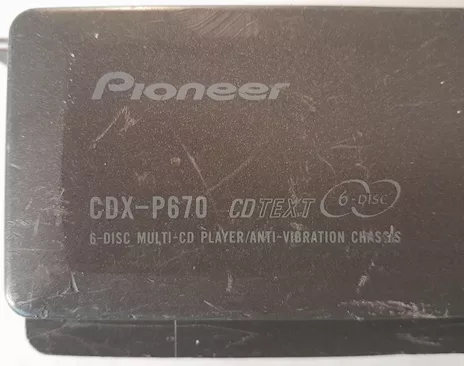 Pioneer
CDX-P670 CD TEXT 6-DISC
6-DISC MULTI-CD PLAYER/ANTI-VIBRATION CHASSIS